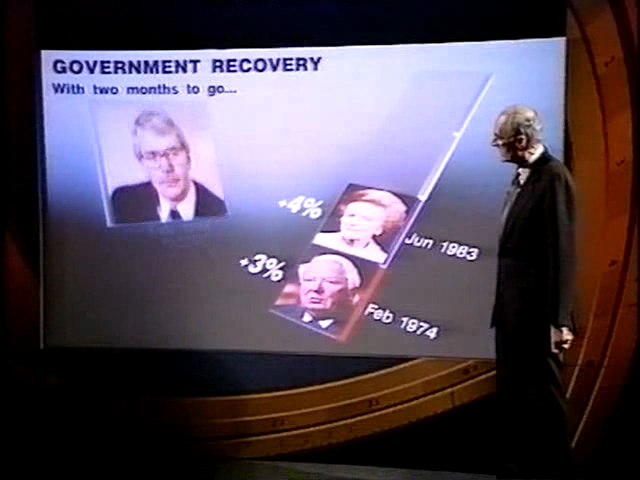 GOVERNMENT RECOVERY
With two months to go...
+4%
Jun 1983
+3%
Feb 1974